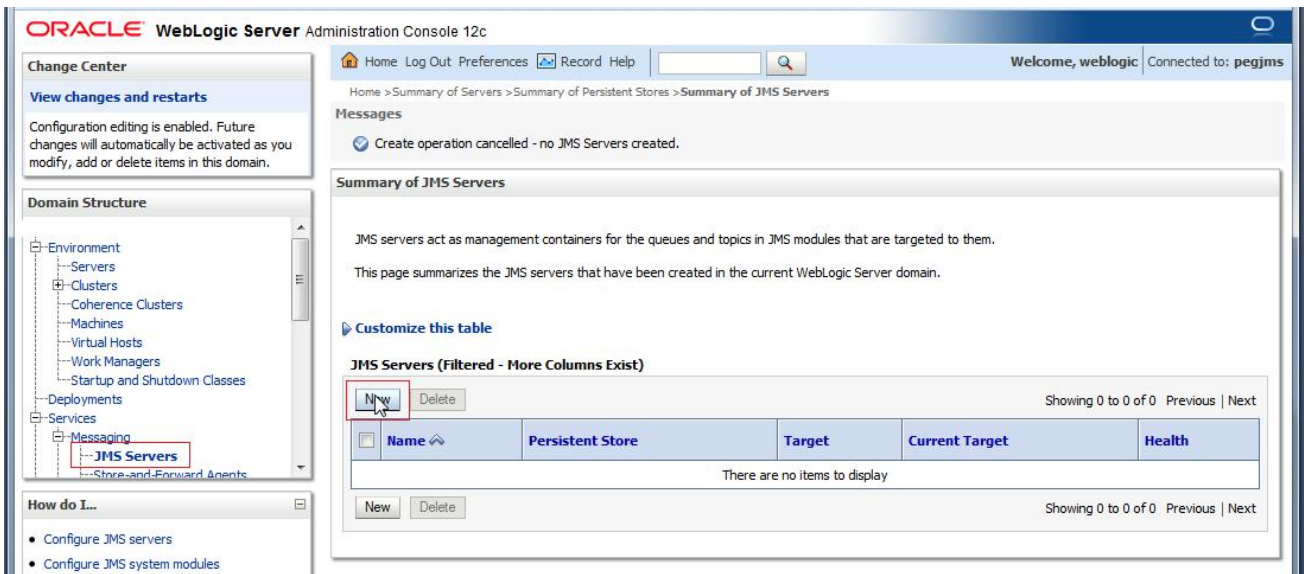 ORACLE WebLogic Server Administration Console 12c
Change Center
View changes and restarts
Configuration editing is enabled. Future
changes will automatically be activated as you
modify, add or delete items in this domain.
Domain Structure
Environment
Servers
Clusters
Coherence Clusters
Machines
Virtual Hosts
Work Managers
Startup and Shutdown Classes
Deployments
Services
Messaging
JMS Servers
Store-and-Forward Agents
How do I...
Configure JMS servers
Configure JMS system modules
Home Log Out Preferences Record Help
Welcome, weblogic Connected to: pegjms
Home >Summary of Servers >Summary of Persistent Stores >Summary of JMS Servers
Messages
Create operation cancelled - no JMS Servers created.
Summary of JMS Servers
JMS servers act as management containers for the queues and topics in JMS modules that are targeted to them.
This page summarizes the JMS servers that have been created in the current WebLogic Server domain.
Customize this table
JMS Servers (Filtered - More Columns Exist)
New Delete Showing 0 to 0 of 0 Previous | Next
Name Persistent Store Target Current Target Health
There are no items to display
New Delete Showing 0 to 0 of 0 Previous | Next